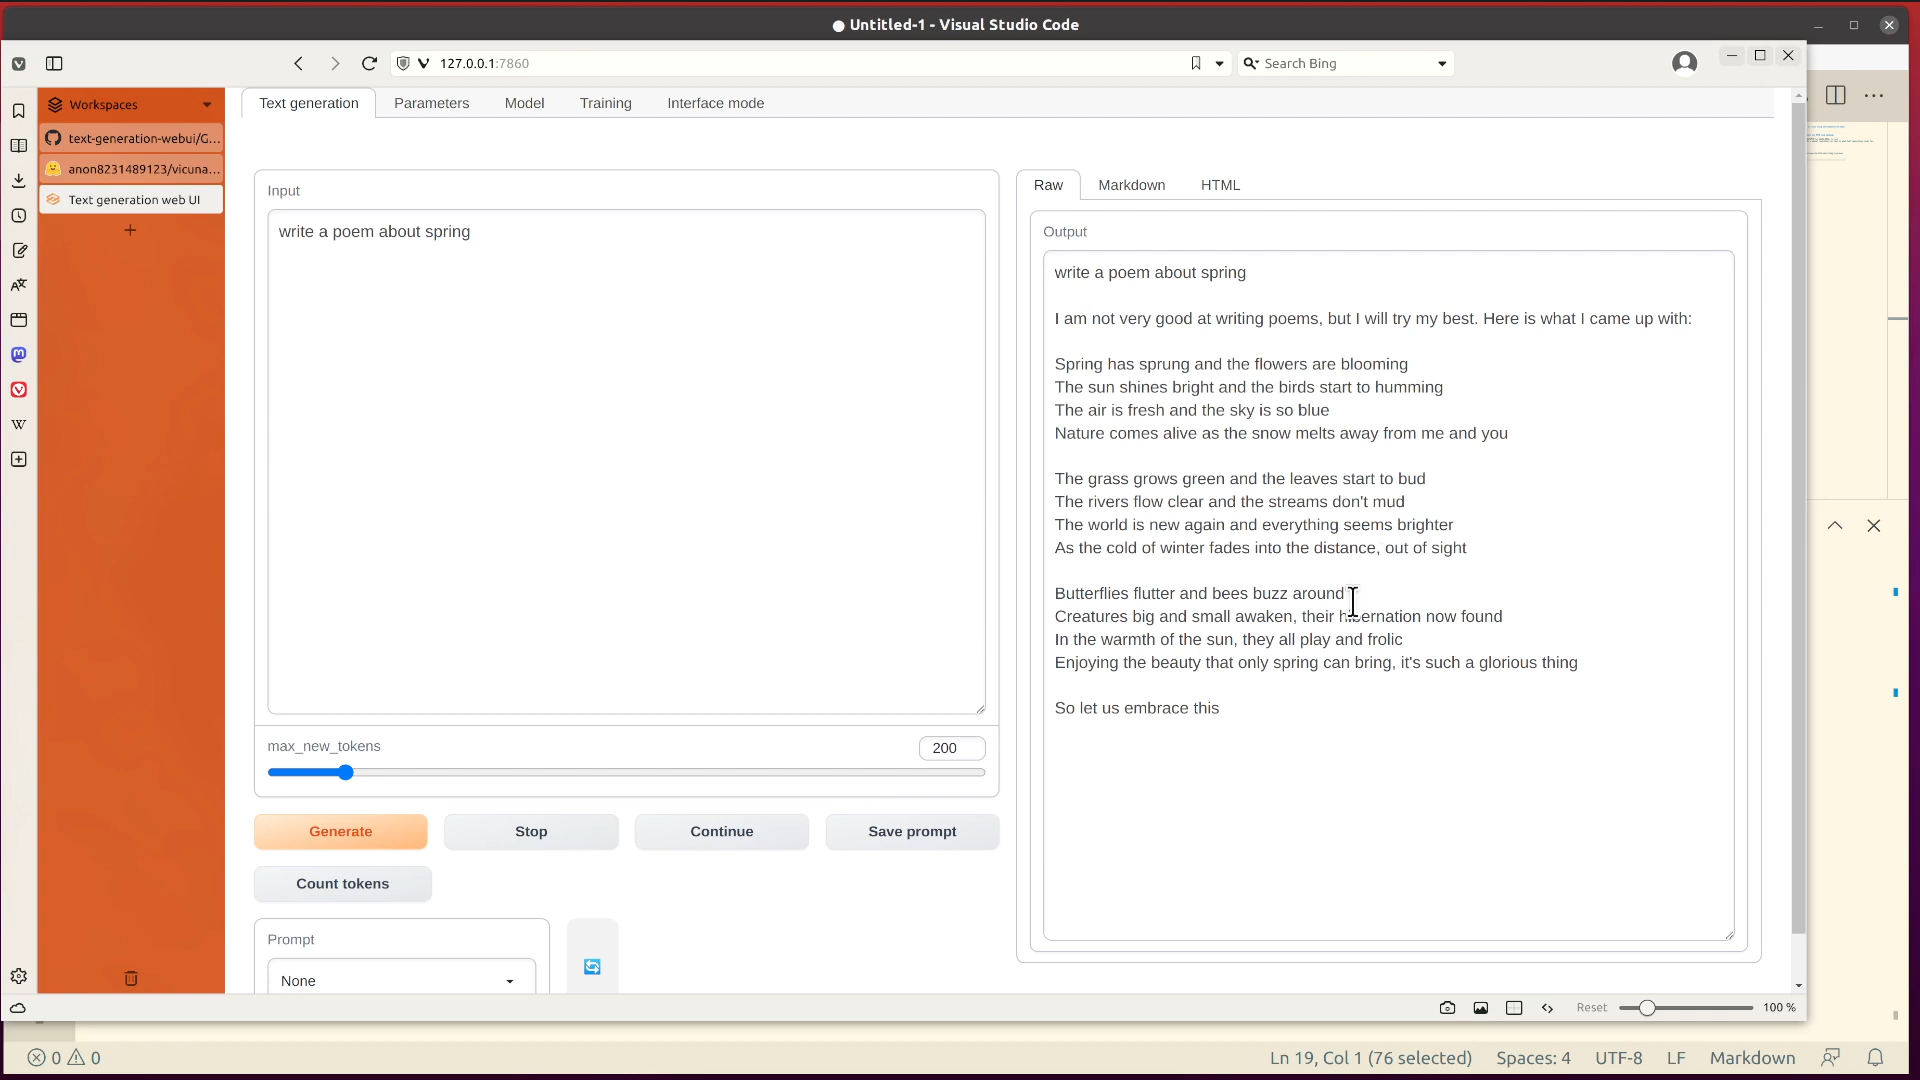 ● Untitled-1 - Visual Studio Code
127.0.0.1:7860
Search Bing
Workspaces
text-generation-webui/G...
anon8231489123/vicuna...
Text generation web UI
Text generation
Parameters
Model
Training
Interface mode
Input
write a poem about spring
max_new_tokens
200
Generate
Stop
Continue
Save prompt
Count tokens
Prompt
None
Raw
Markdown
HTML
Output
write a poem about spring
I am not very good at writing poems, but I will try my best. Here is what I came up with:
Spring has sprung and the flowers are blooming
The sun shines bright and the birds start to humming
The air is fresh and the sky is so blue
Nature comes alive as the snow melts away from me and you
The grass grows green and the leaves start to bud
The rivers flow clear and the streams don't mud
The world is new again and everything seems brighter
As the cold of winter fades into the distance, out of sight
Butterflies flutter and bees buzz around
Creatures big and small awaken, their hibernation now found
In the warmth of the sun, they all play and frolic
Enjoying the beauty that only spring can bring, it's such a glorious thing
So let us embrace this
Reset
100 %
0
0
Ln 19, Col 1 (76 selected)
Spaces: 4
UTF-8
LF
Markdown